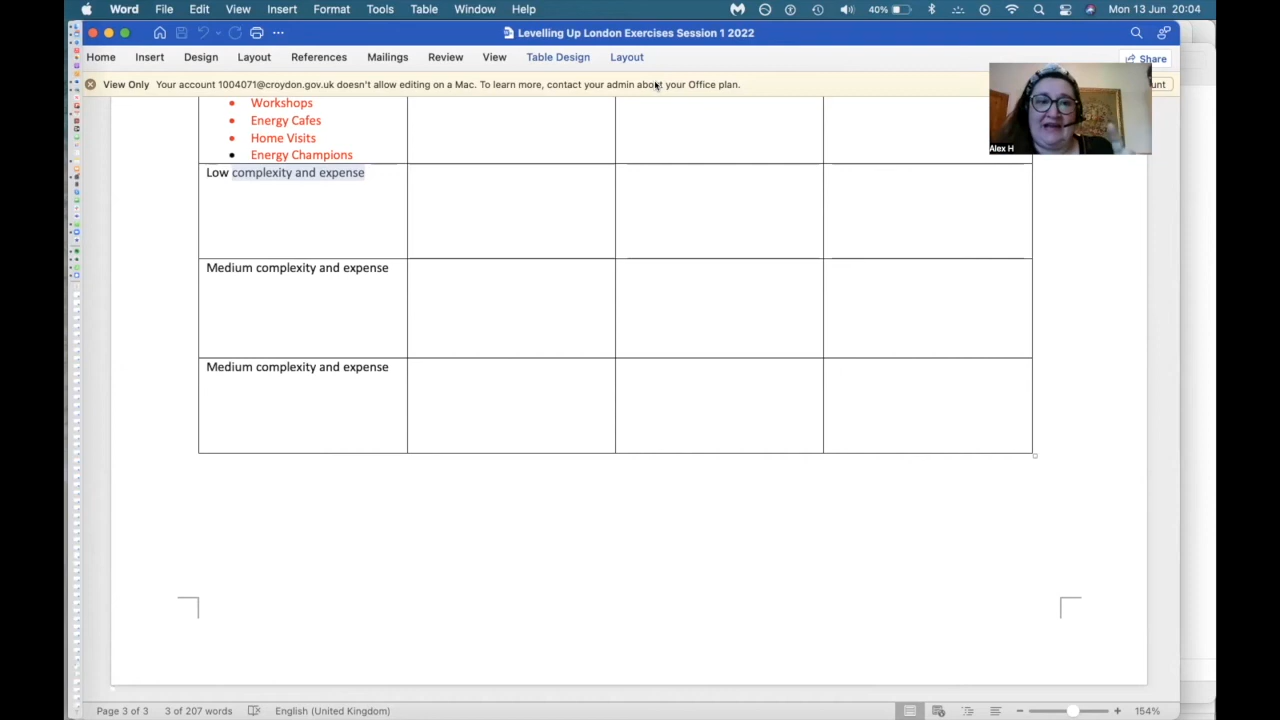 Word File Edit View Insert Format Tools Table Window Help 40% Mon 13 Jun 20:04
Levelling Up London Exercises Session 1 2022
Home Insert Design Layout References Mailings Review View Table Design Layout Share
View Only Your account 1004071@croydon.gov.uk doesn't allow editing on a Mac. To learn more, contact your admin about your Office plan. unt
• Workshops
• Energy Cafes
• Home Visits
• Energy Champions
Alex H
Low complexity and expense
Medium complexity and expense
Medium complexity and expense
Page 3 of 3 3 of 207 words English (United Kingdom) 154%